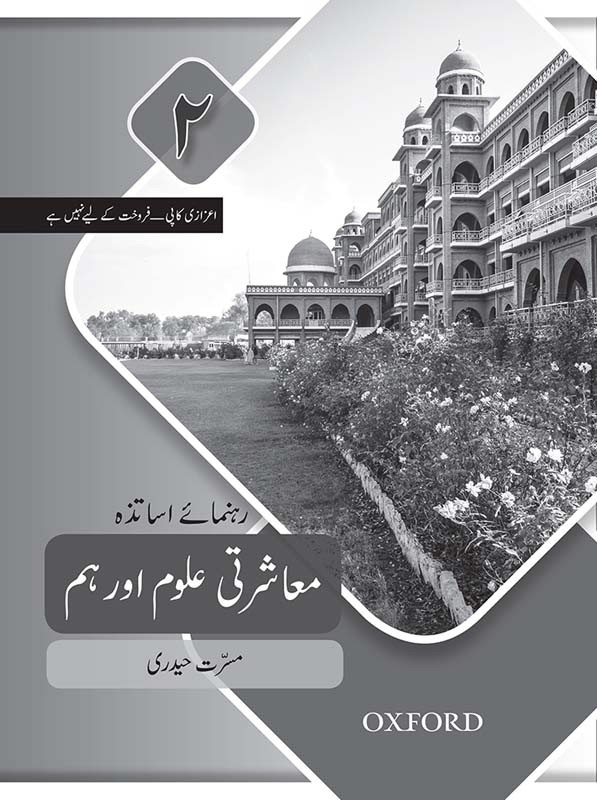 ۲
اعزازی کاپی — فروخت کے لیے نہیں ہے
رہنمائے اساتذہ
معاشرتی علوم اور ہم
مسرّت حیدری
OXFORD